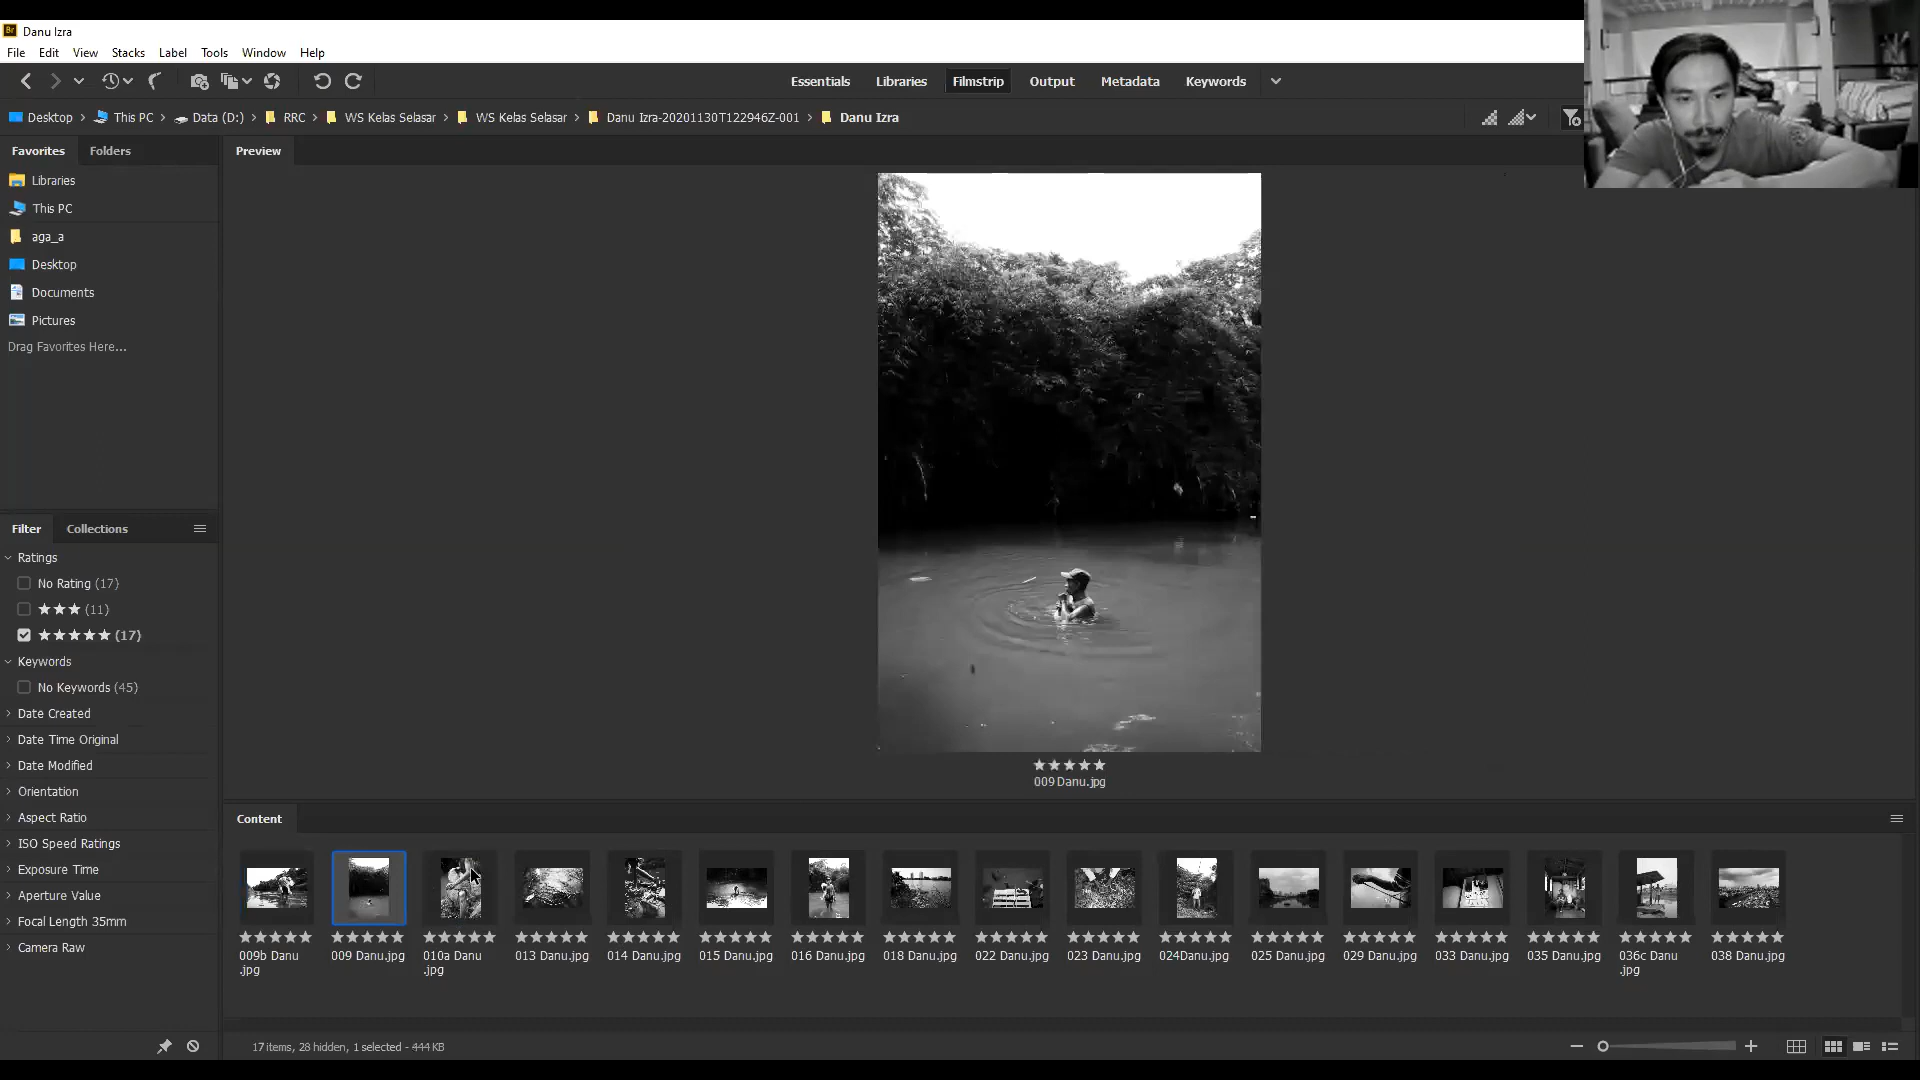 Br Danu Izra
File Edit View Stacks Label Tools Window Help
Essentials Libraries Filmstrip Output Metadata Keywords
Desktop This PC Data (D:) RRC WS Kelas Selasar WS Kelas Selasar Danu Izra-20201130T122946Z-001 Danu Izra
Favorites Folders
Preview
Libraries
This PC
aga_a
Desktop
Documents
Pictures
Drag Favorites Here...
Filter Collections
Ratings
No Rating (17)
★★★ (11)
★★★★★ (17)
Keywords
No Keywords (45)
Date Created
Date Time Original
Date Modified
Orientation
Aspect Ratio
ISO Speed Ratings
Exposure Time
Aperture Value
Focal Length 35mm
Camera Raw
★★★★★
009 Danu.jpg
Content
★★★★★ ★★★★★ ★★★★★ ★★★★★ ★★★★★ ★★★★★ ★★★★★ ★★★★★ ★★★★★ ★★★★★ ★★★★★ ★★★★★ ★★★★★ ★★★★★ ★★★★★ ★★★★★ ★★★★★
009b Danu 009 Danu.jpg 010a Danu 013 Danu.jpg 014 Danu.jpg 015 Danu.jpg 016 Danu.jpg 018 Danu.jpg 022 Danu.jpg 023 Danu.jpg 024Danu.jpg 025 Danu.jpg 029 Danu.jpg 033 Danu.jpg 035 Danu.jpg 036c Danu 038 Danu.jpg
.jpg .jpg .jpg
17 items, 28 hidden, 1 selected - 444 KB